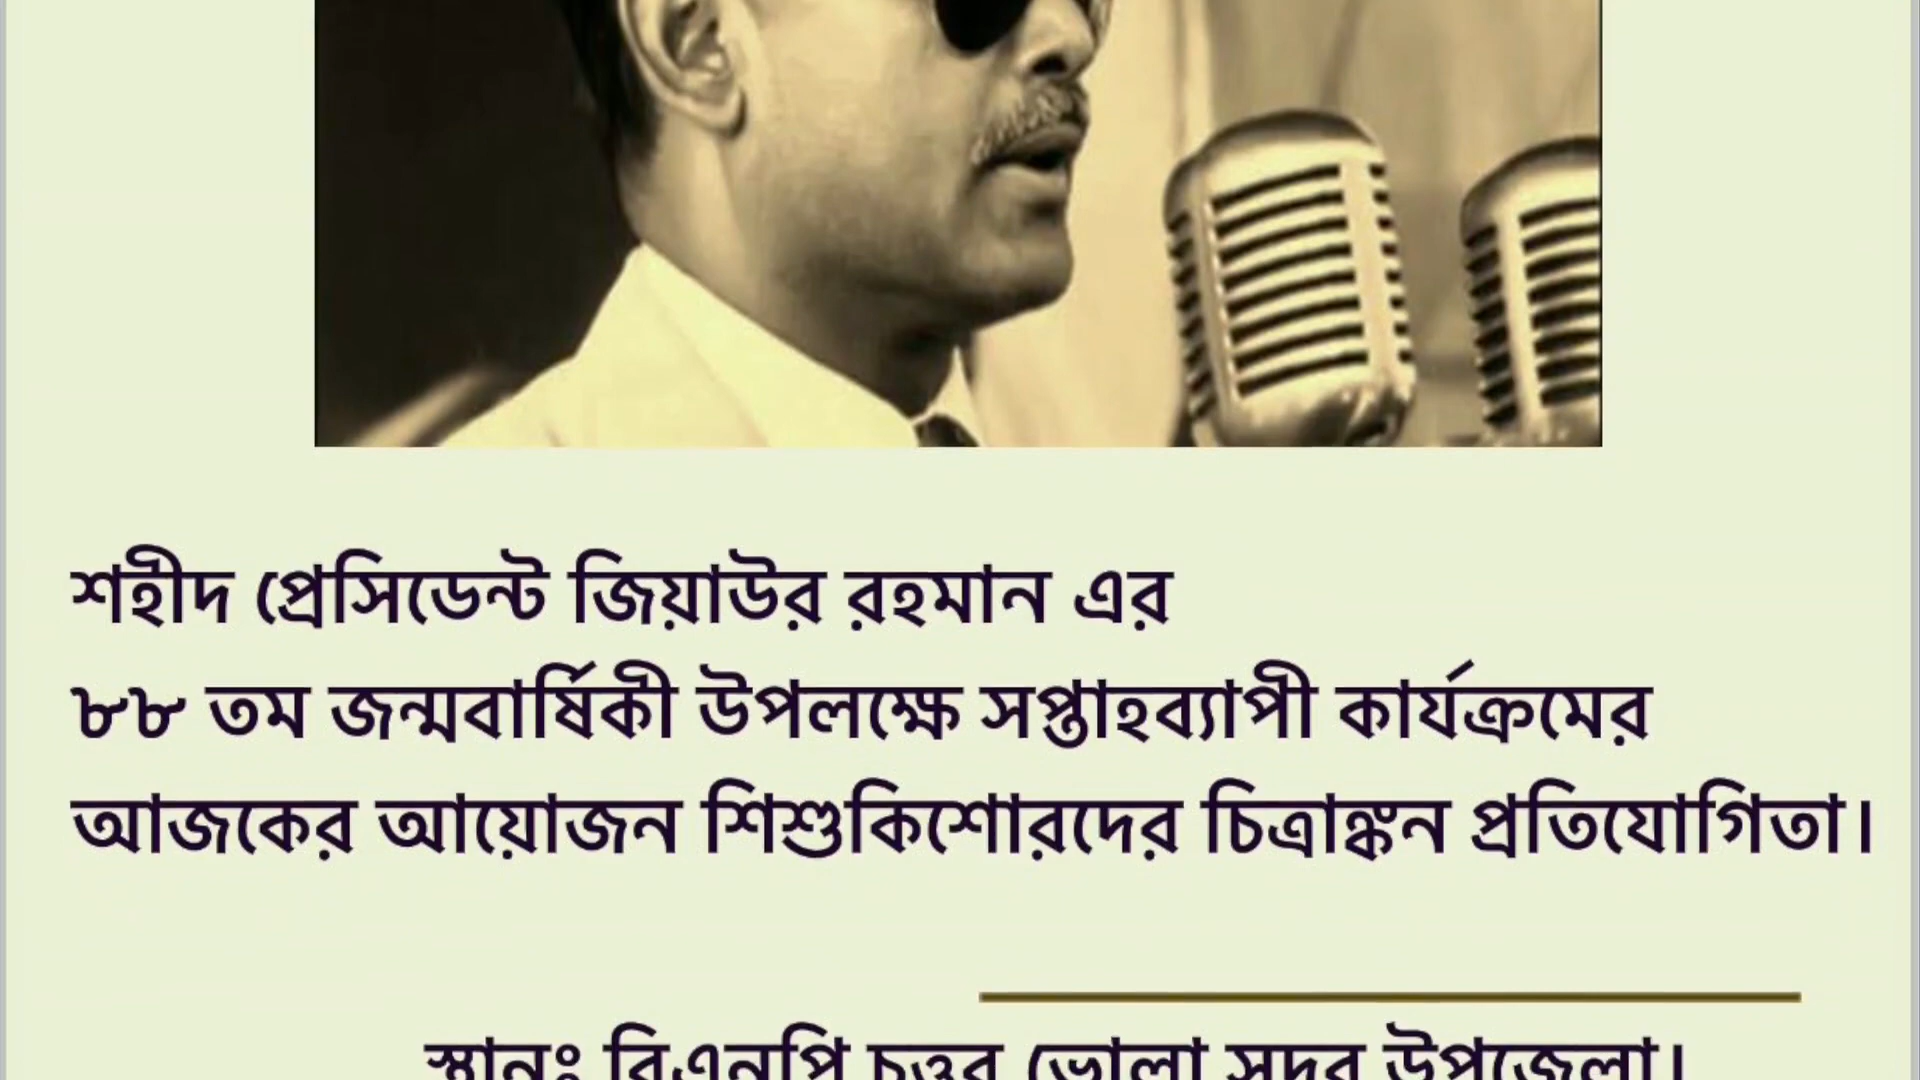 শহীদ প্রেসিডেন্ট জিয়াউর রহমান এর
৮৮ তম জন্মবার্ষিকী উপলক্ষে সপ্তাহব্যাপী কার্যক্রমের
আজকের আয়োজন শিশুকিশোরদের চিত্রাঙ্কন প্রতিযোগিতা।
স্থানঃ বিএনপি চত্তর ভোলা সদর উপজেলা।